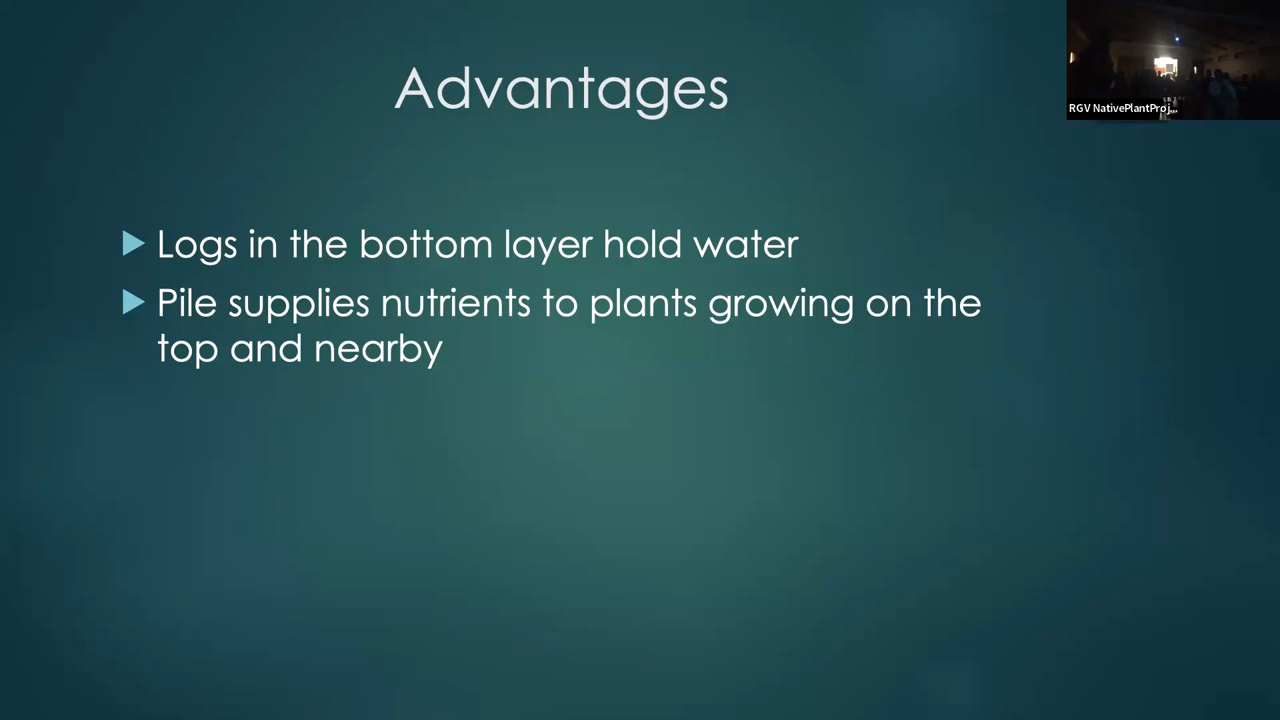 Advantages
RGV NativePlantProj...
Logs in the bottom layer hold water
Pile supplies nutrients to plants growing on the
top and nearby